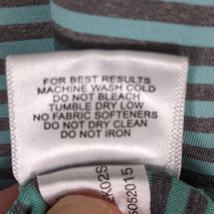 FOR BEST RESULTS
MACHINE WASH COLD
DO NOT BLEACH
TUMBLE DRY LOW
NO FABRIC SOFTENERS
DO NOT DRY CLEAN
DO NOT IRON
5052015